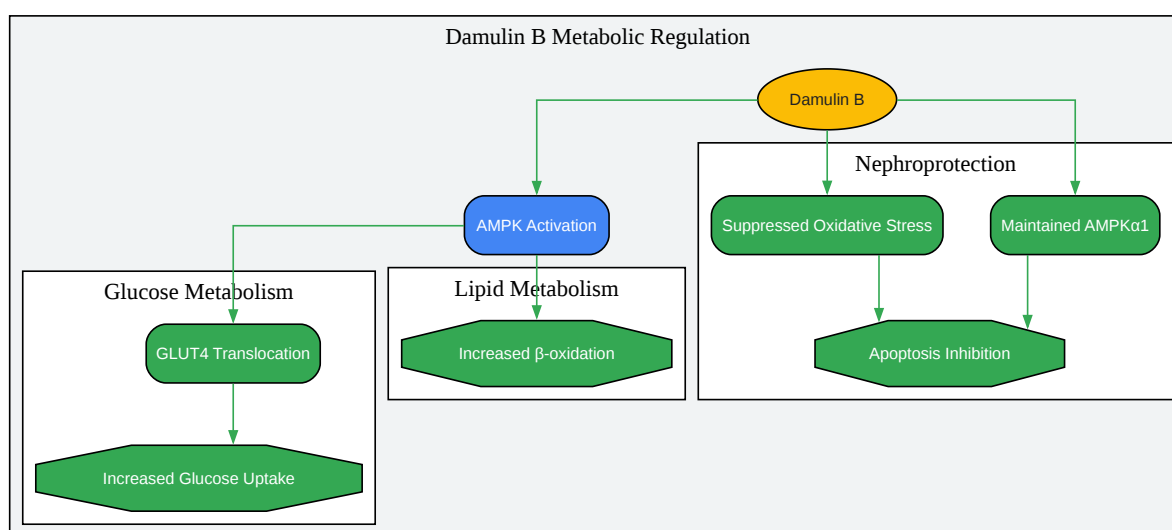 Damulin B Metabolic Regulation
Damulin B
Nephroprotection
AMPK Activation
Suppressed Oxidative Stress
Maintained AMPKα1
Glucose Metabolism
Lipid Metabolism
GLUT4 Translocation
Increased β-oxidation
Apoptosis Inhibition
Increased Glucose Uptake